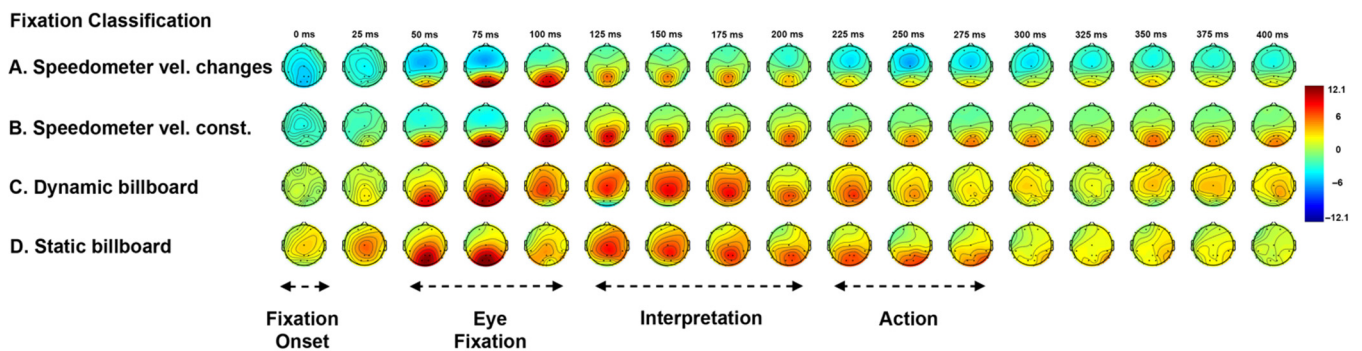 Fixation Classification
0 ms 25 ms 50 ms 75 ms 100 ms 125 ms 150 ms 175 ms 200 ms 225 ms 250 ms 275 ms 300 ms 325 ms 350 ms 375 ms 400 ms
A. Speedometer vel. changes
12.1
B. Speedometer vel. const.
6
0
C. Dynamic billboard
−6
−12.1
D. Static billboard
Fixation Onset
Eye Fixation
Interpretation
Action